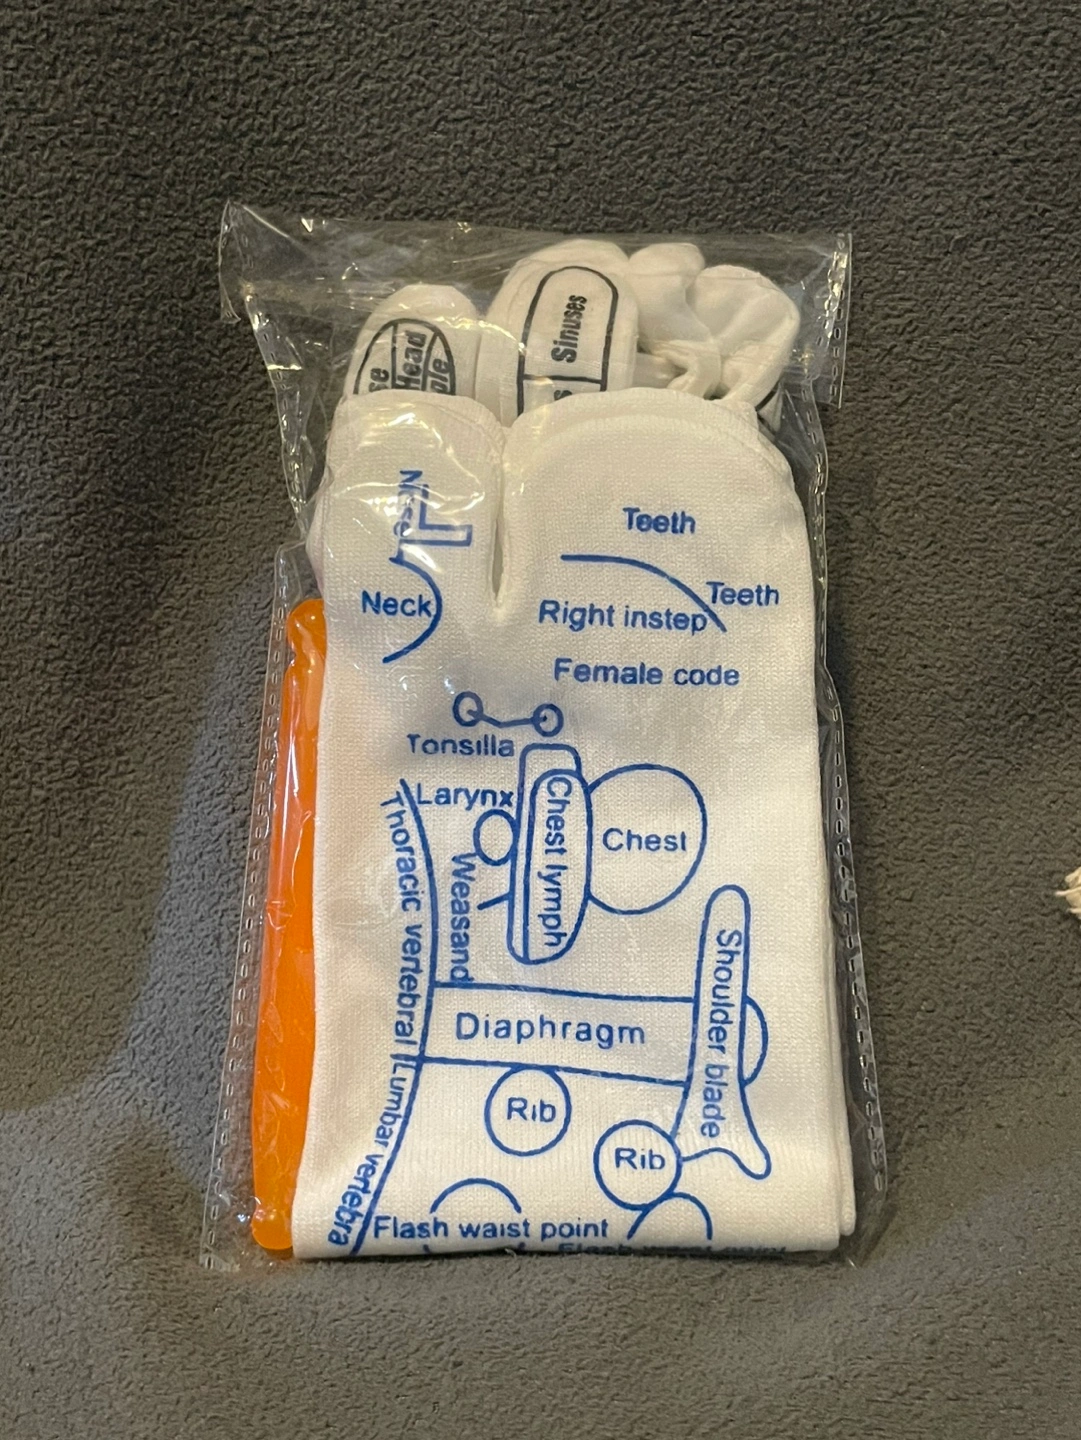 Head
Sinuses
Nose
Neck
Teeth
Teeth
Right instep
Female code
Tonsilla
Larynx
Chest lymph
Chest
Weasand
Thoracic vertebral
Lumbar vertebra
Shoulder blade
Diaphragm
Rib
Rib
Flash waist point